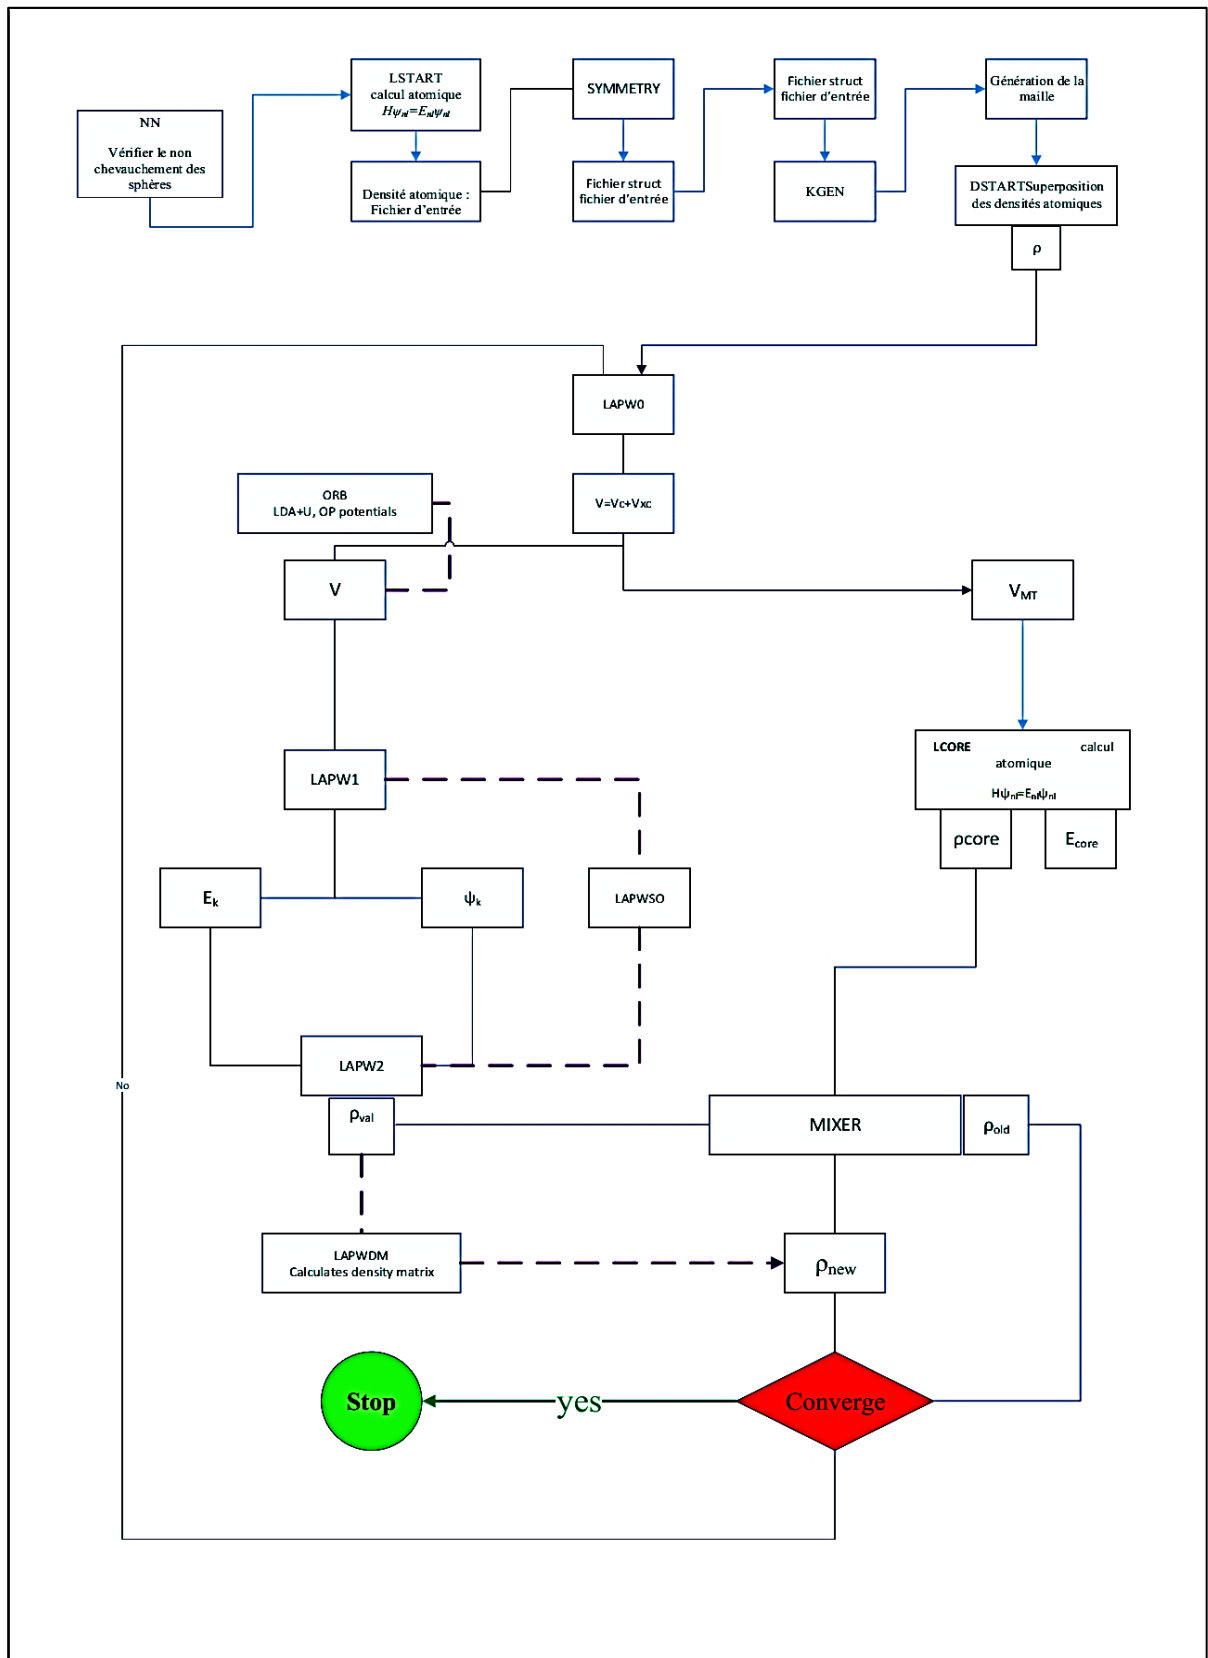 NN
Vérifier le non
chevauchement des
sphères
LSTART
calcul atomique
Hψnl=Enlψnl
Densité atomique :
Fichier d'entrée
SYMMETRY
Fichier struct
fichier d'entrée
Fichier struct
fichier d'entrée
KGEN
Génération de la
maille
DSTARTSuperposition
des densités atomiques
ρ
LAPW0
V=Vc+Vxc
ORB
LDA+U, OP potentials
V
VMT
LAPW1
LCORE calcul
atomique
Hψnl=Enlψnl
ρcore
Ecore
Ek
ψk
LAPWSO
LAPW2
ρval
No
MIXER
ρold
LAPWDM
Calculates density matrix
ρnew
Stop
yes
Converge